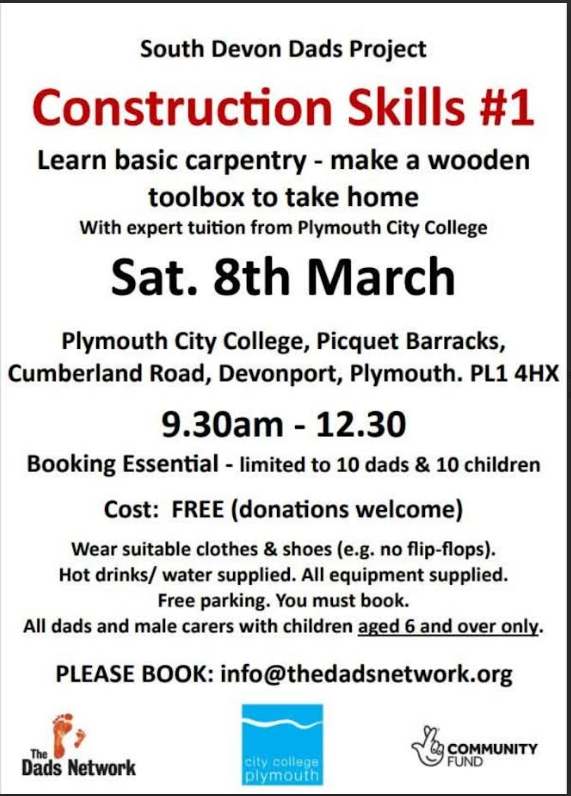 South Devon Dads Project
Construction Skills #1
Learn basic carpentry - make a wooden
toolbox to take home
With expert tuition from Plymouth City College
Sat. 8th March
Plymouth City College, Picquet Barracks,
Cumberland Road, Devonport, Plymouth. PL1 4HX
9.30am - 12.30
Booking Essential - limited to 10 dads & 10 children
Cost:  FREE (donations welcome)
Wear suitable clothes & shoes (e.g. no flip-flops).
Hot drinks/ water supplied. All equipment supplied.
Free parking. You must book.
All dads and male carers with children aged 6 and over only.
PLEASE BOOK: info@thedadsnetwork.org
The
Dads Network
city college
plymouth
COMMUNITY
FUND